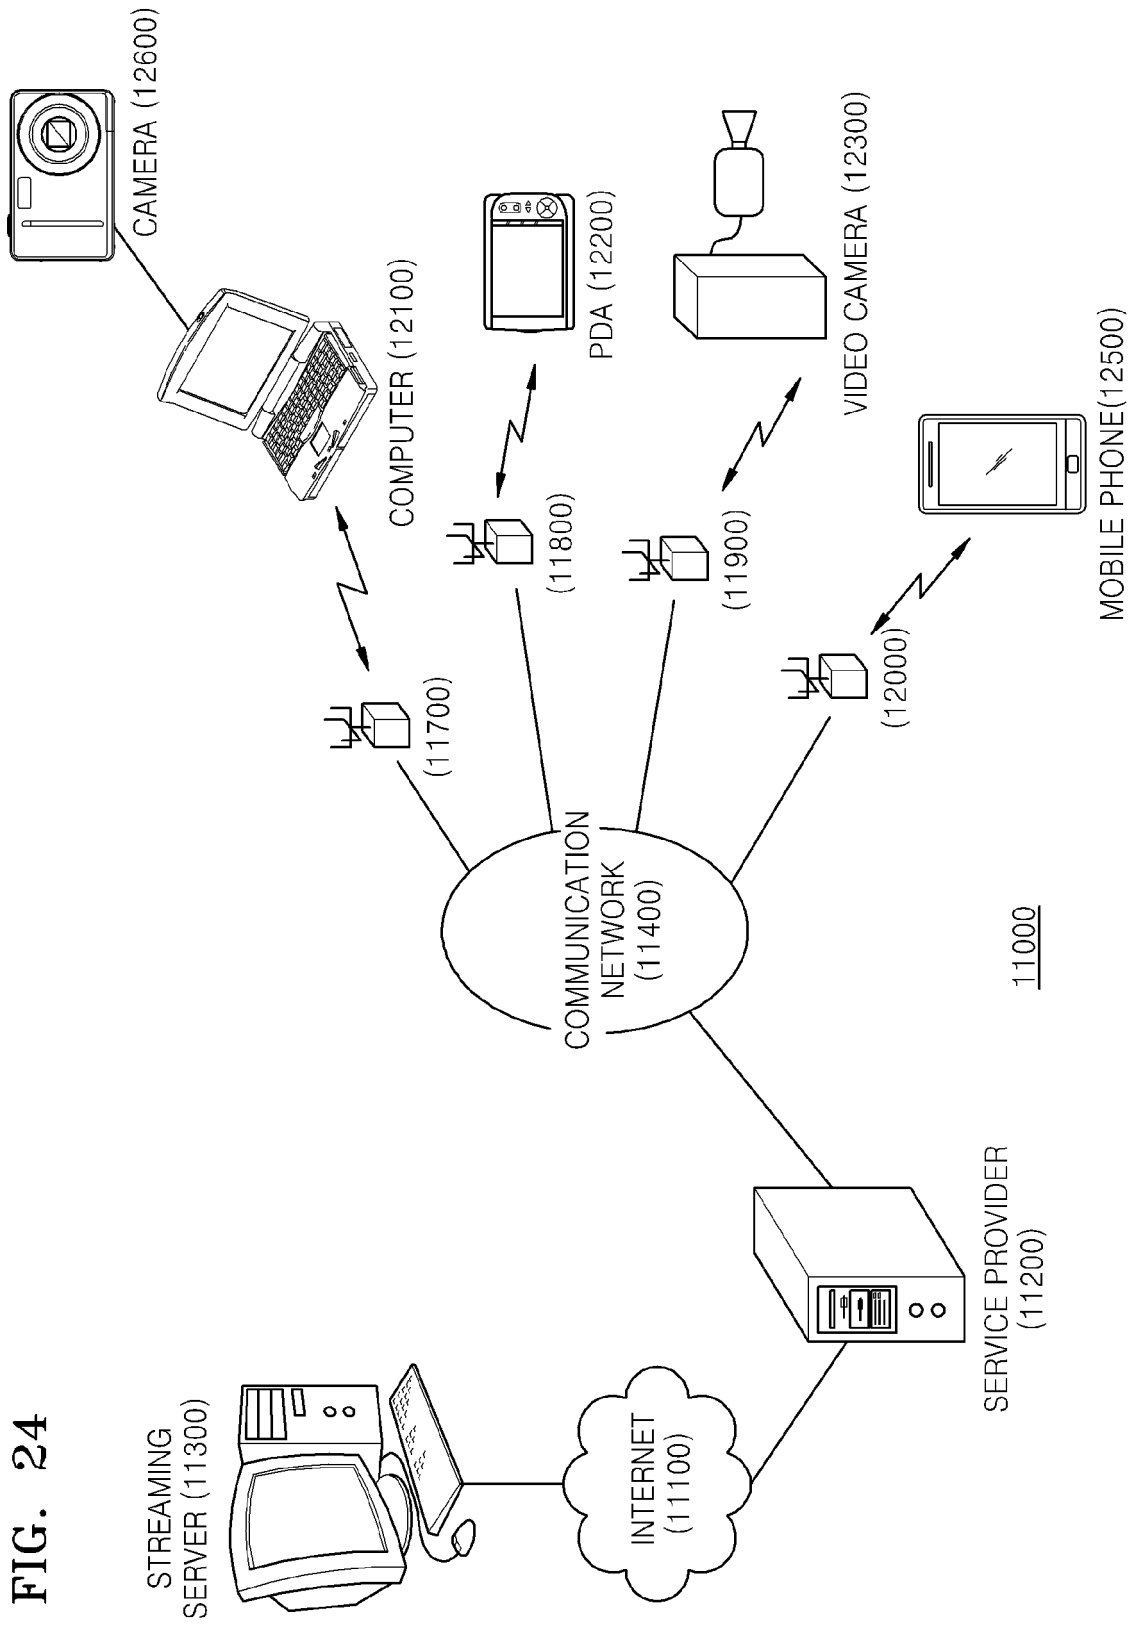 FIG. 24
CAMERA (12600)
COMPUTER (12100)
PDA (12200)
VIDEO CAMERA (12300)
MOBILE PHONE(12500)
(11700)
(11800)
(11900)
(12000)
COMMUNICATION
NETWORK
(11400)
11000
STREAMING
SERVER (11300)
INTERNET
(11100)
SERVICE PROVIDER
(11200)